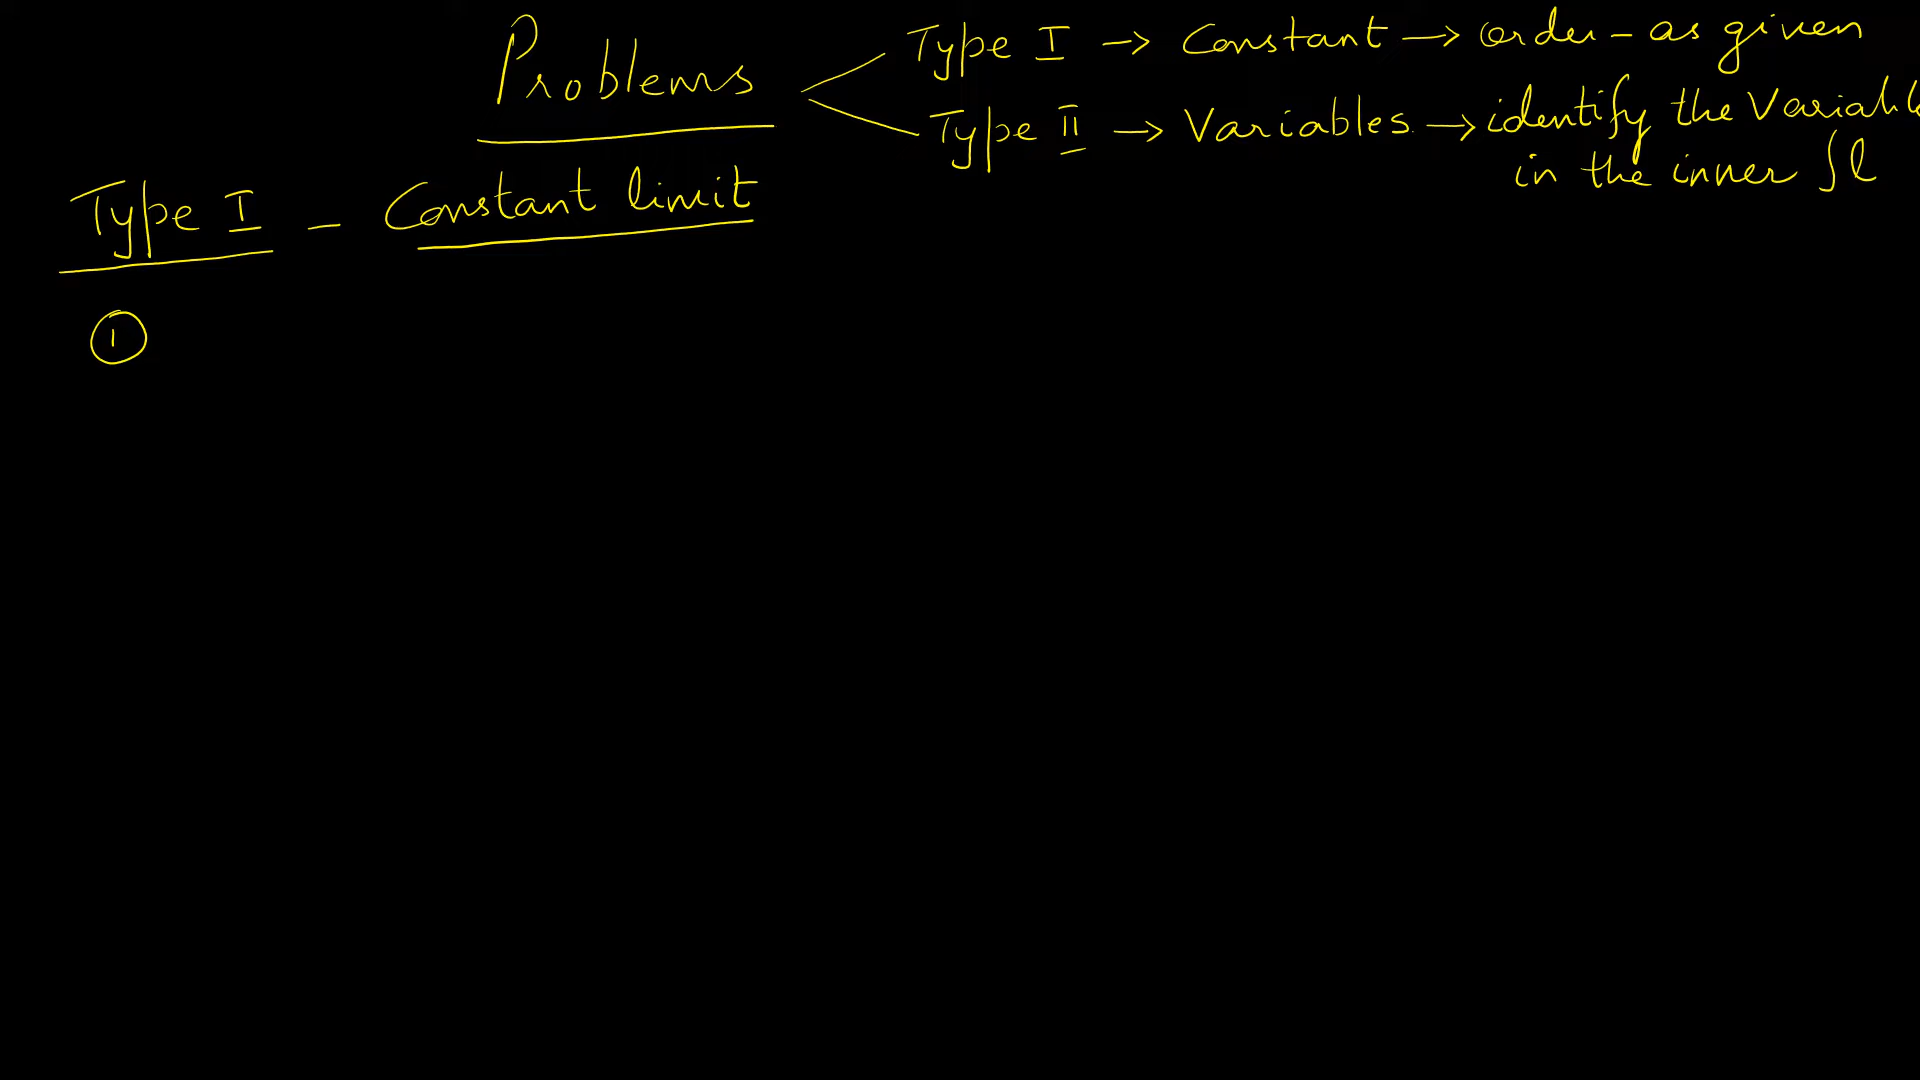 Problems
Type I → Constant → order - as given
Type II → Variables → identify the Variable
in the inner ∫l
Type I - Constant limit
①